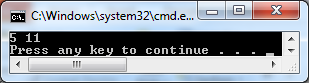 C:\Windows\system32\cmd.e...
5 11
Press any key to continue . . .